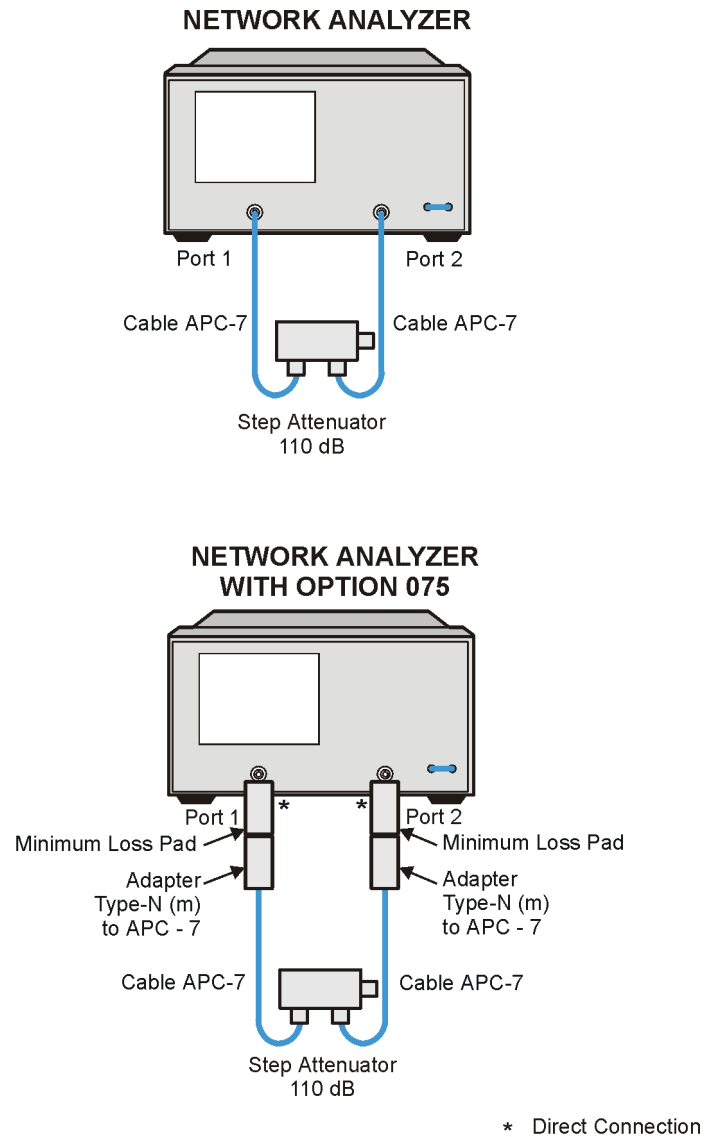 NETWORK ANALYZER
Port 1
Port 2
Cable APC-7
Cable APC-7
Step Attenuator
110 dB
NETWORK ANALYZER
WITH OPTION 075
Port 1
*
*
Port 2
Minimum Loss Pad
Minimum Loss Pad
Adapter
Type-N (m)
to APC - 7
Adapter
Type-N (m)
to APC - 7
Cable APC-7
Cable APC-7
Step Attenuator
110 dB
* Direct Connection